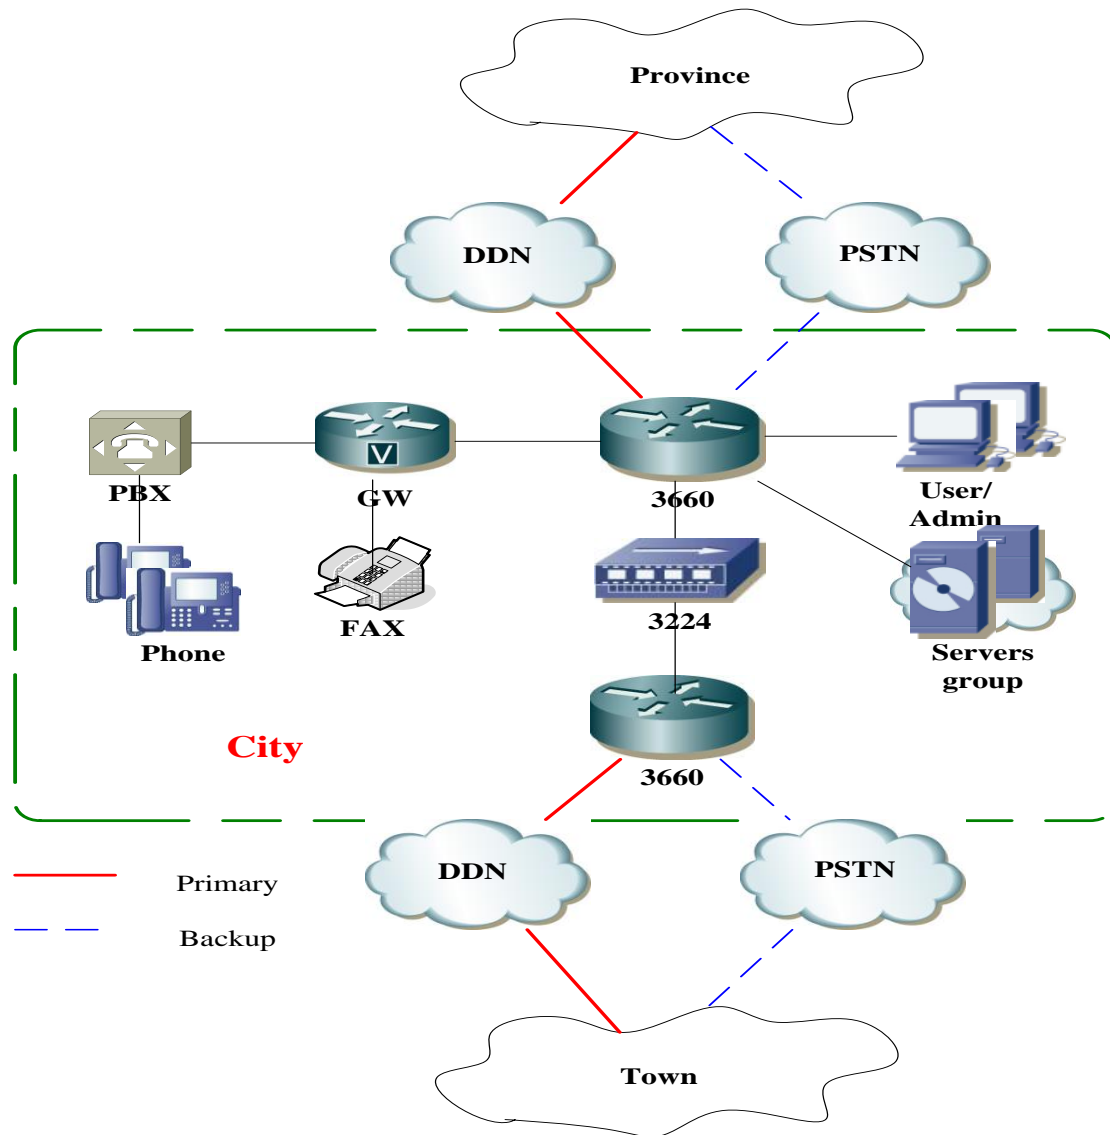 Province
DDN
PSTN
PBX
V
GW
3660
User/
Admin
Phone
FAX
3224
Servers
group
City
3660
DDN
PSTN
Primary
Backup
Town